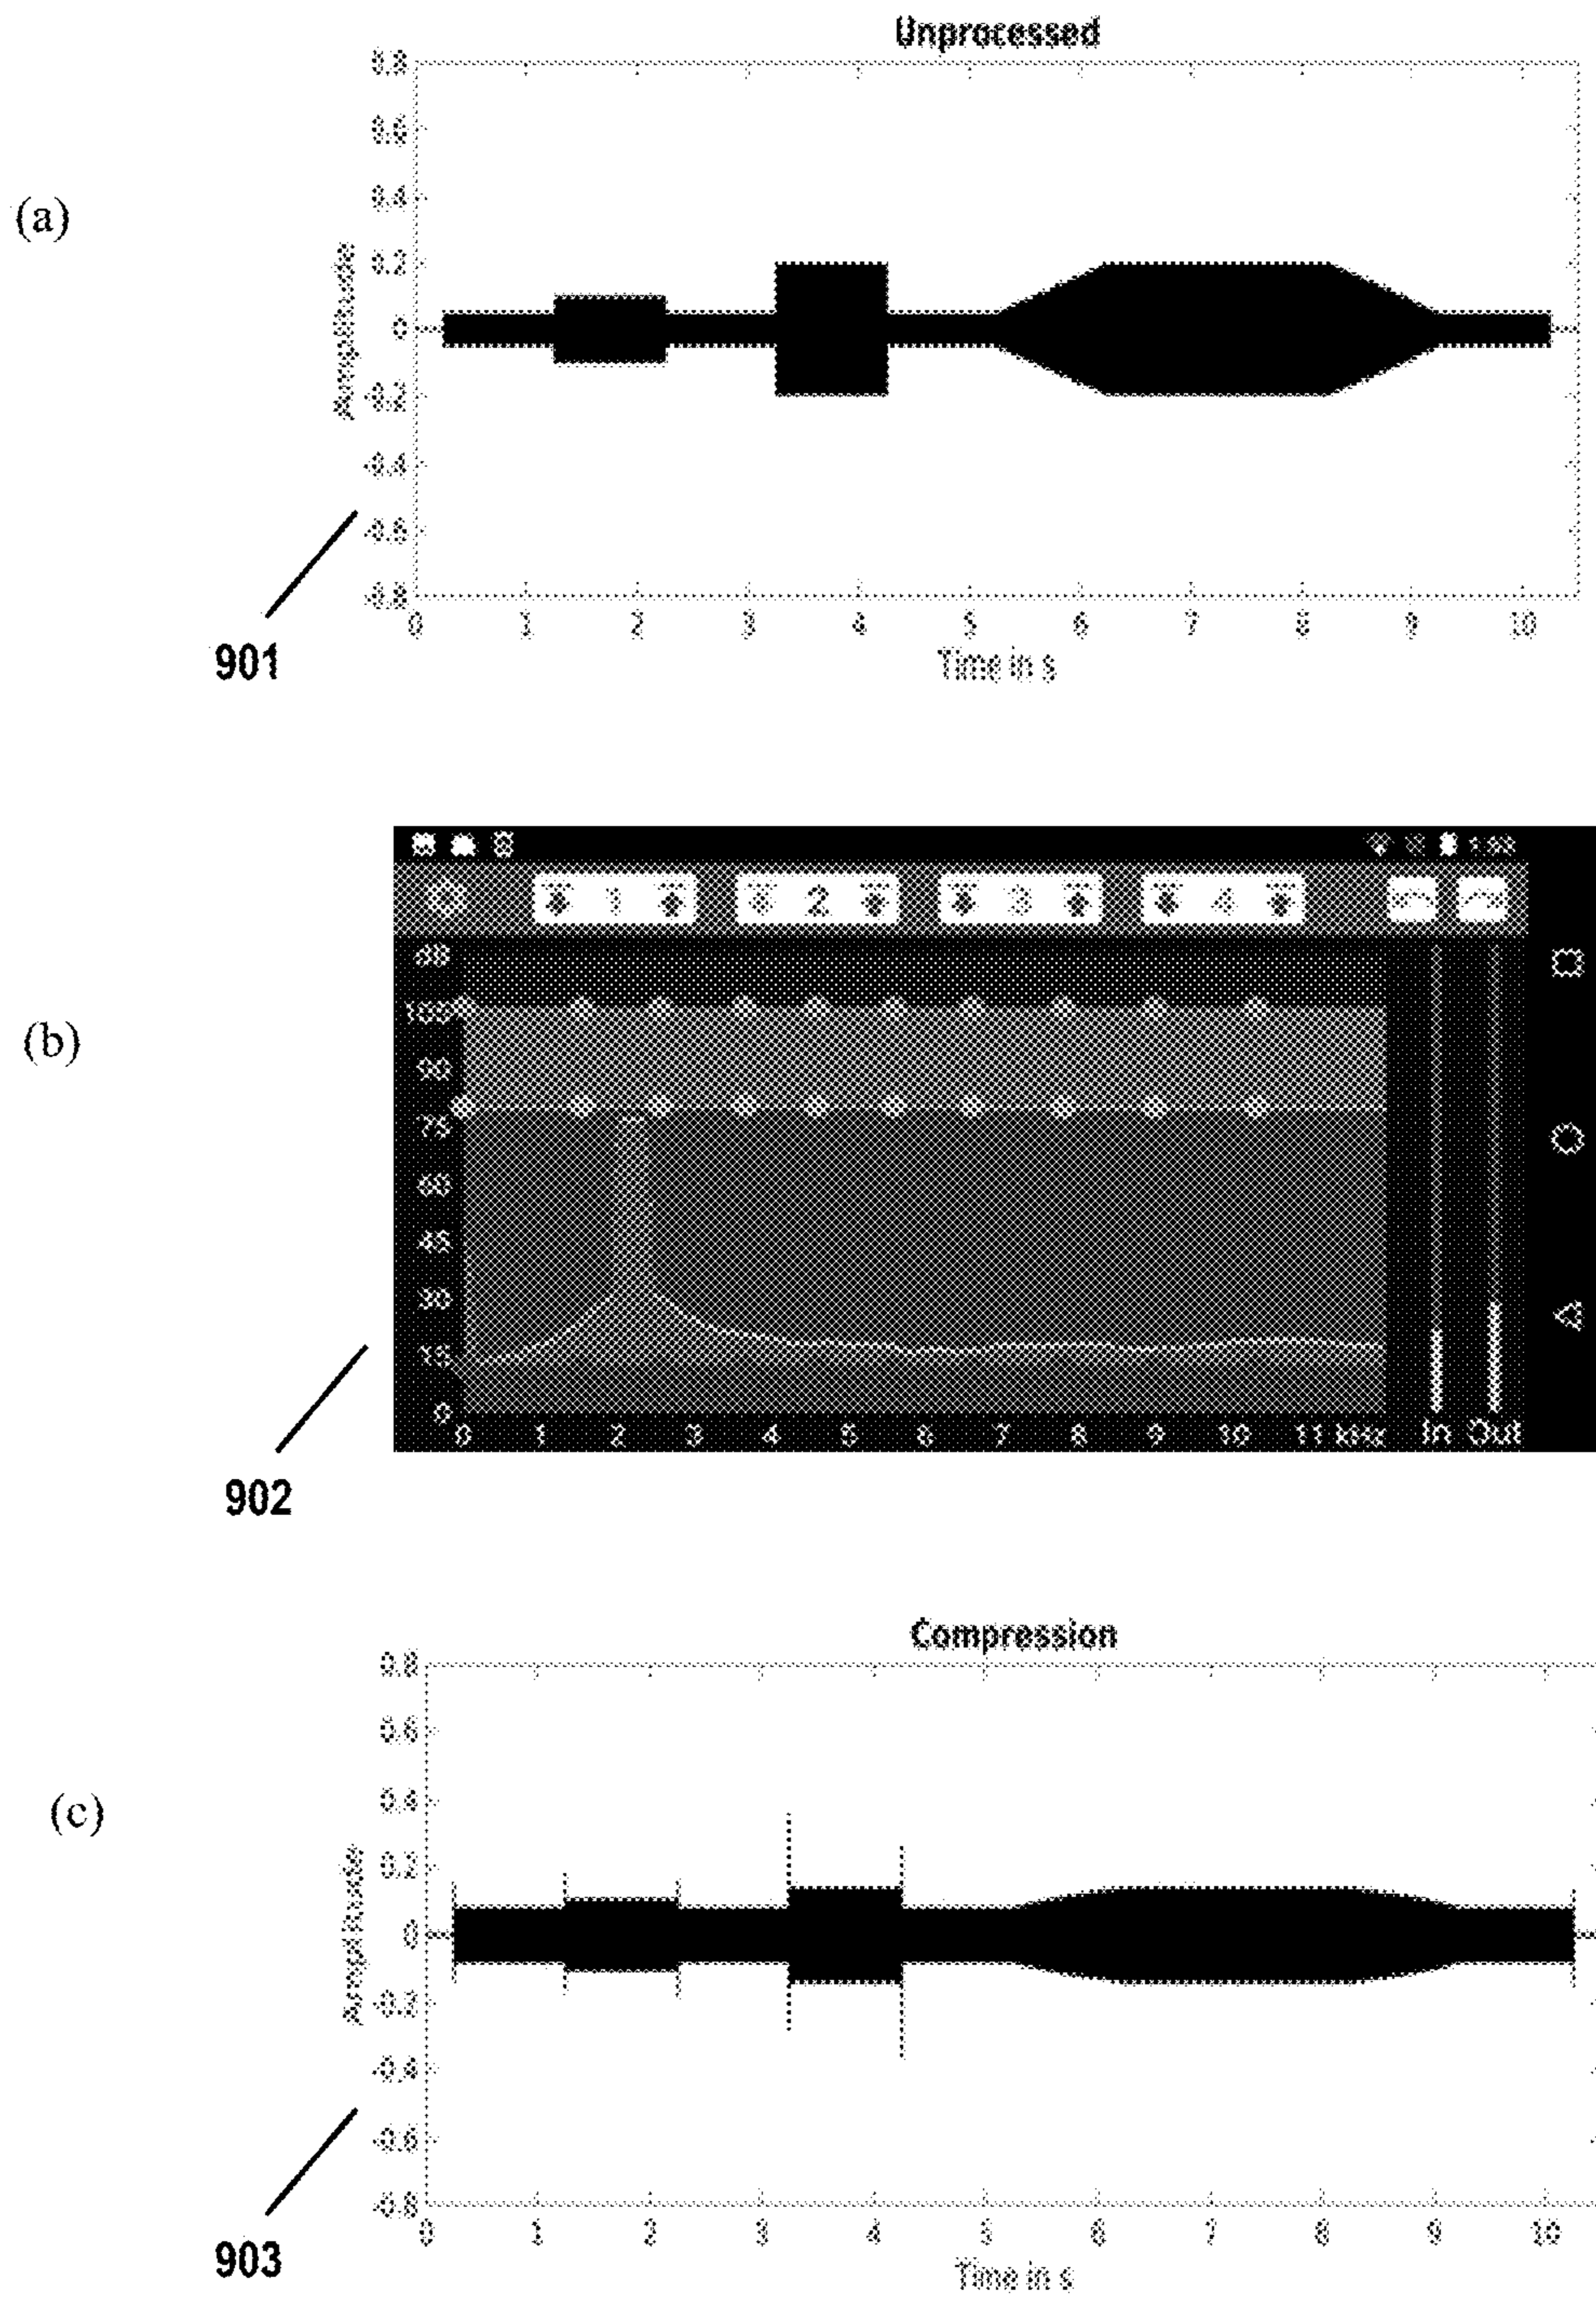 Unprocessed
(a)
0.8
0.6
0.4
0.2
0
-0.2
-0.4
-0.6
-0.8
Amplitude
0 1 2 3 4 5 6 7 8 9 10
Time in s
901
(b)
1 2 3 4
dB
100
90
75
60
45
30
15
0
0 1 2 3 4 5 6 7 8 9 10 11 kHz In Out
902
Compression
(c)
0.8
0.6
0.4
0.2
0
-0.2
-0.4
-0.6
-0.8
Amplitude
0 1 2 3 4 5 6 7 8 9 10
Time in s
903